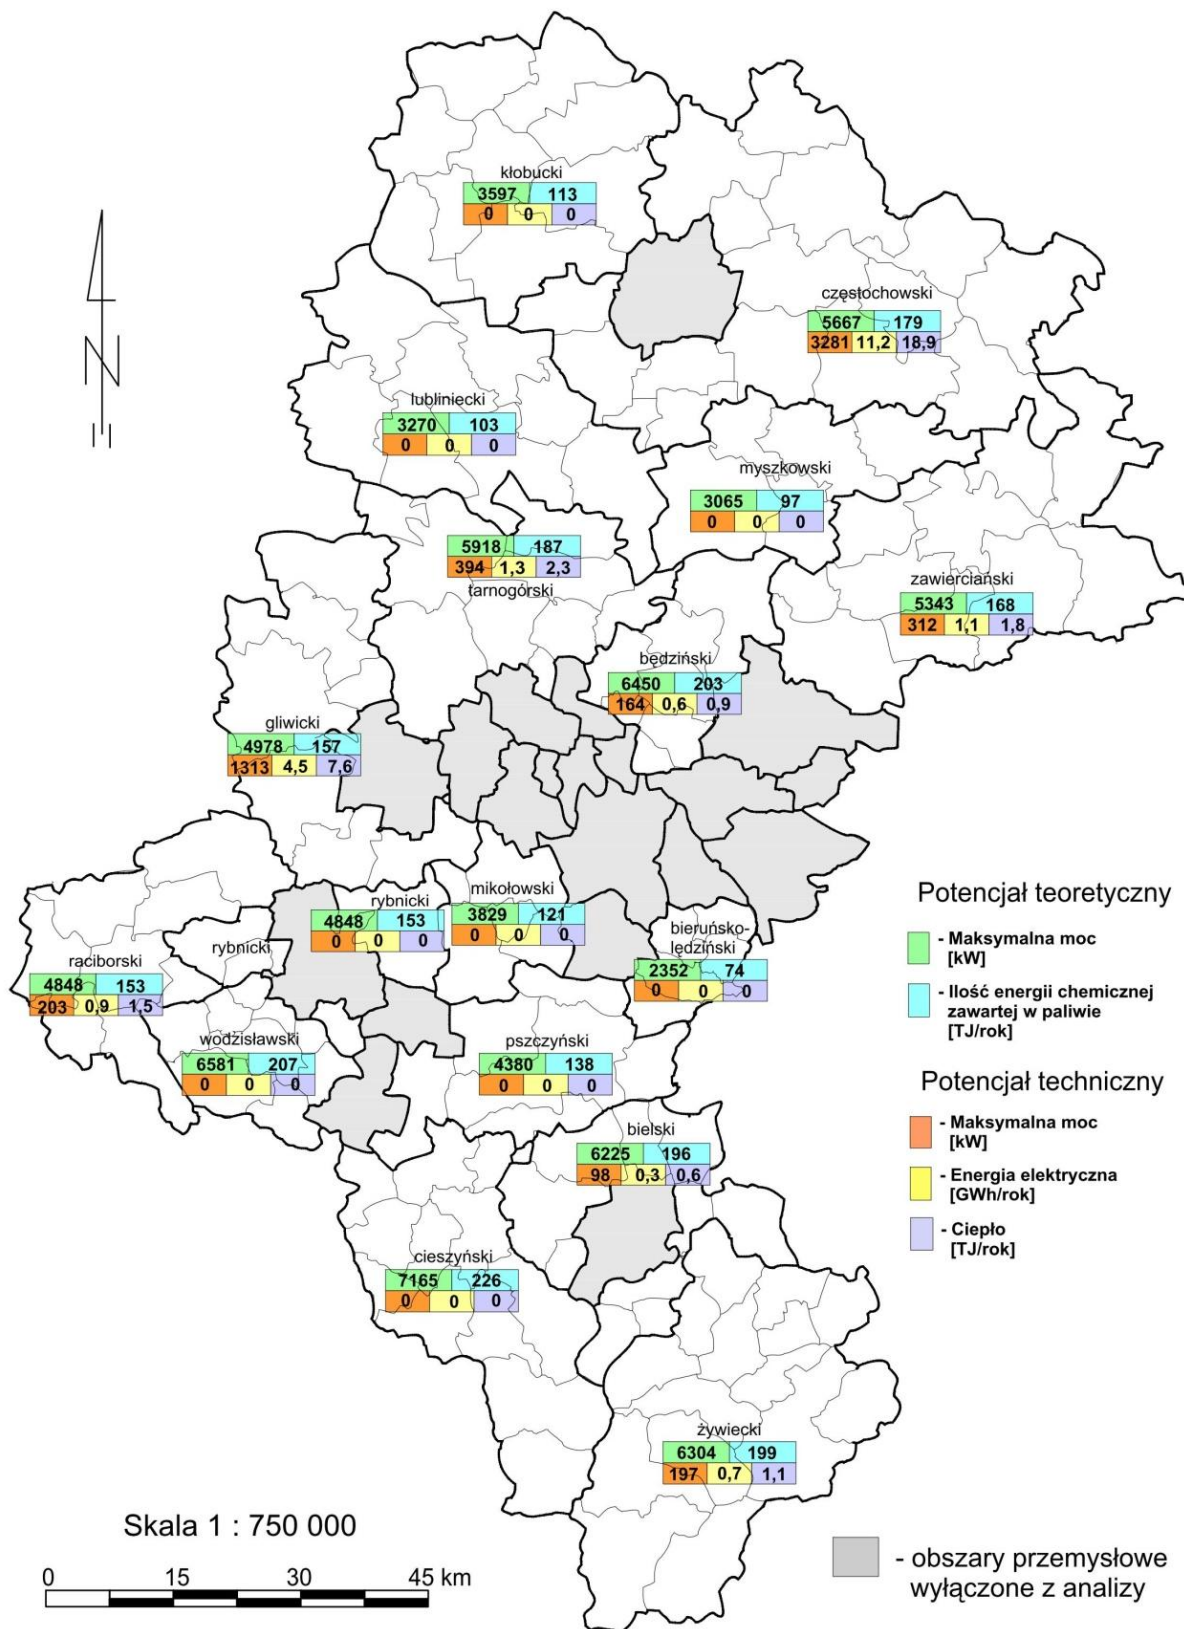 kłobucki
3597 113
0 0 0
częstochowski
5667 179
3281 11,2 18,9
lubliniecki
3270 103
0 0 0
myszkowski
3065 97
0 0 0
5918 187
394 1,3 2,3
tarnogórski
zawierciański
5343 168
312 1,1 1,8
będziński
6450 203
164 0,6 0,9
gliwicki
4978 157
1313 4,5 7,6
rybnicki
4848 153
0 0 0
mikołowski
3829 121
0 0 0
bieruńsko-
lędziński
2352 74
0 0 0
rybnicki
raciborski
4848 153
203 0,9 1,5
wodzisławski
6581 207
0 0 0
pszczyński
4380 138
0 0 0
bielski
6225 196
98 0,3 0,6
cieszyński
7165 226
0 0 0
żywiecki
6304 199
197 0,7 1,1
Potencjał teoretyczny
- Maksymalna moc
[kW]
- Ilość energii chemicznej
zawartej w paliwie
[TJ/rok]
Potencjał techniczny
- Maksymalna moc
[kW]
- Energia elektryczna
[GWh/rok]
- Ciepło
[TJ/rok]
Skala 1 : 750 000
0 15 30 45 km
- obszary przemysłowe
wyłączone z analizy